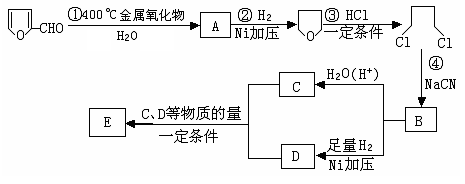 ①400℃金属氧化物
H₂O
② H₂
Ni加压
③ HCl
一定条件
O
CHO
A
O
Cl
Cl
④
NaCN
H₂O(H⁺)
C
C、D等物质的量
一定条件
E
B
D
足量H₂
Ni加压